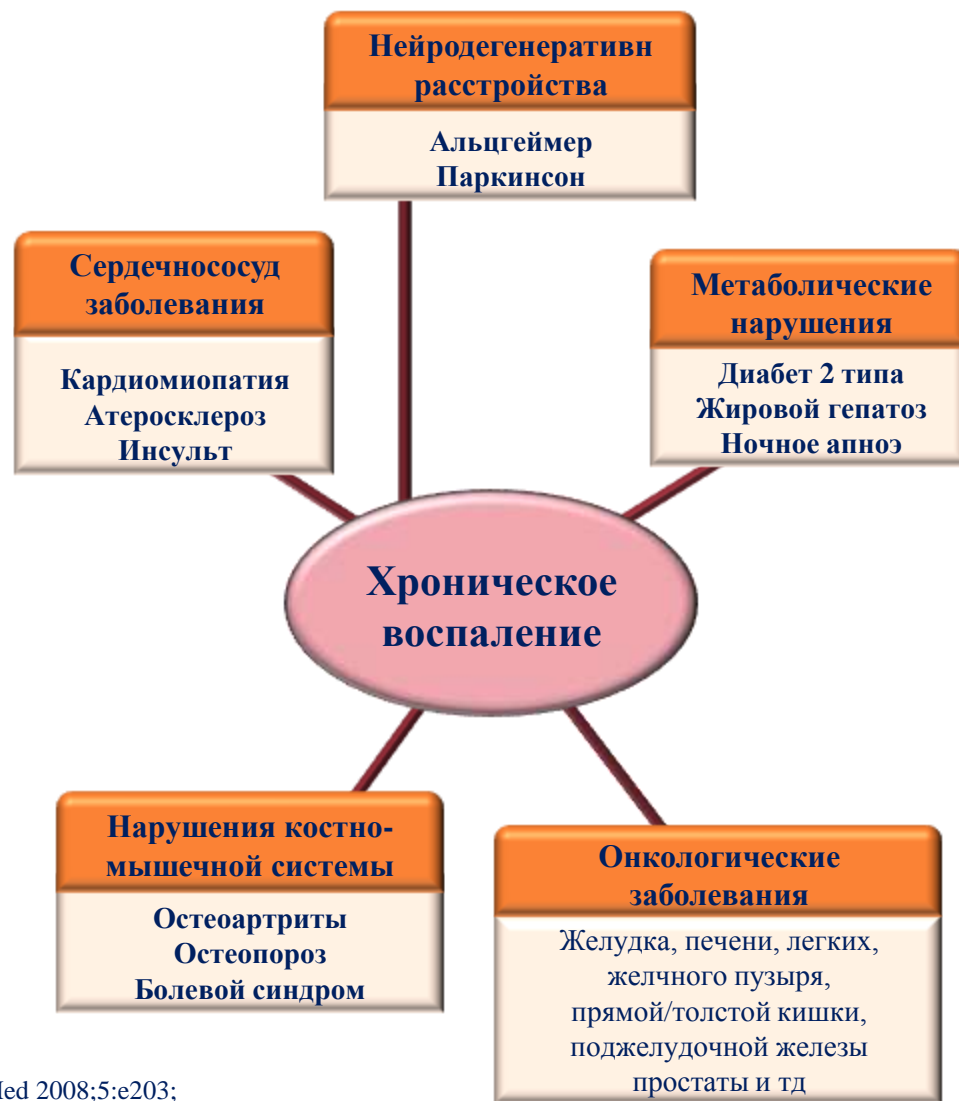 Нейродегенеративн
расстройства
Альцгеймер
Паркинсон
Сердечнососуд
заболевания
Кардиомиопатия
Атеросклероз
Инсульт
Метаболические
нарушения
Диабет 2 типа
Жировой гепатоз
Ночное апноэ
Хроническое
воспаление
Нарушения костно-
мышечной системы
Остеоартриты
Остеопороз
Болевой синдром
Онкологические
заболевания
Желудка, печени, легких,
желчного пузыря,
прямой/толстой кишки,
поджелудочной железы
простаты и тд
2008;5:e203;